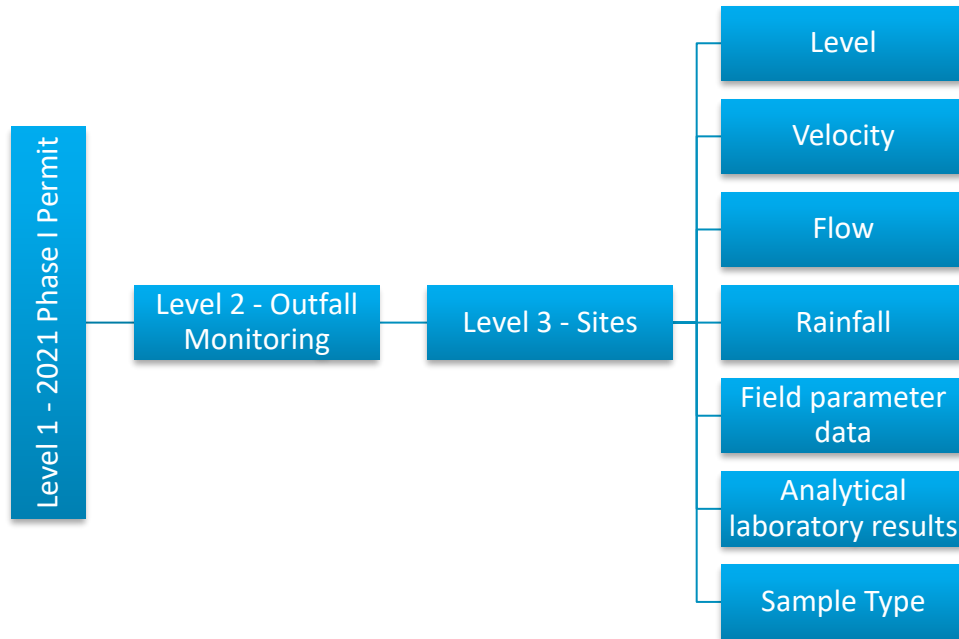 Level 1 - 2021 Phase I Permit
Level 2 - Outfall
Monitoring
Level 3 - Sites
Level
Velocity
Flow
Rainfall
Field parameter
data
Analytical
laboratory results
Sample Type